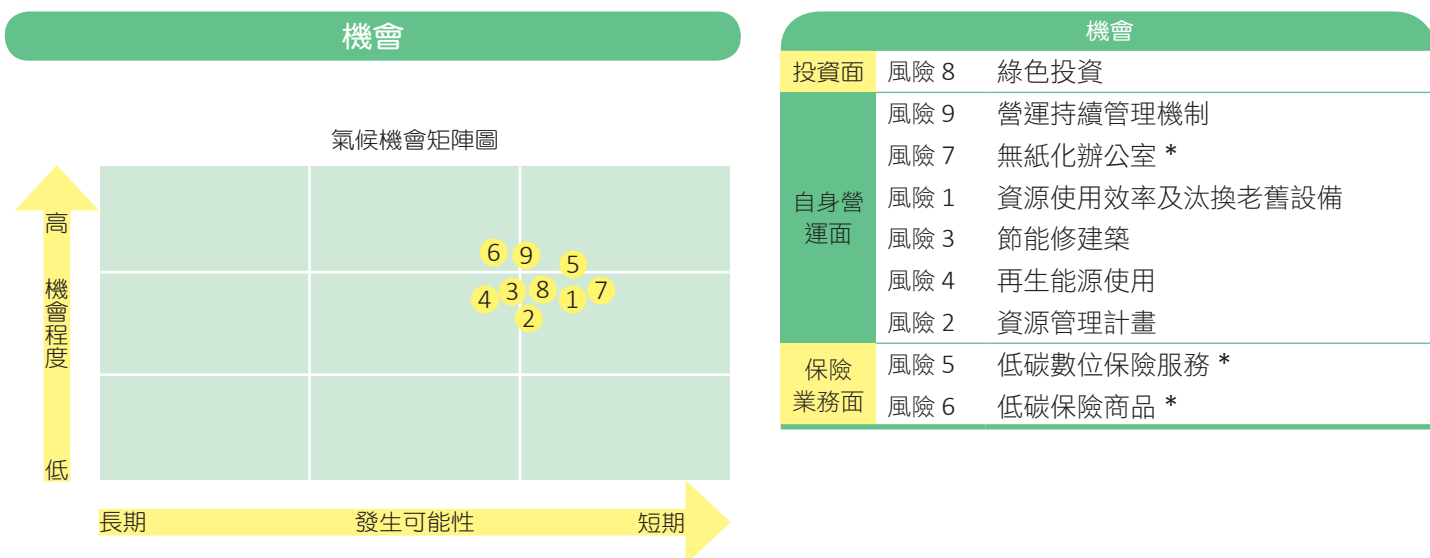 機會
氣候機會矩陣圖
高
機會程度
低
6 9 5
4 3 8 1 7
2
長期 發生可能性 短期
機會
投資面 風險 8 綠色投資
自身營運面
風險 9 營運持續管理機制
風險 7 無紙化辦公室 *
風險 1 資源使用效率及汰換老舊設備
風險 3 節能修建築
風險 4 再生能源使用
風險 2 資源管理計畫
保險
業務面
風險 5 低碳數位保險服務 *
風險 6 低碳保險商品 *